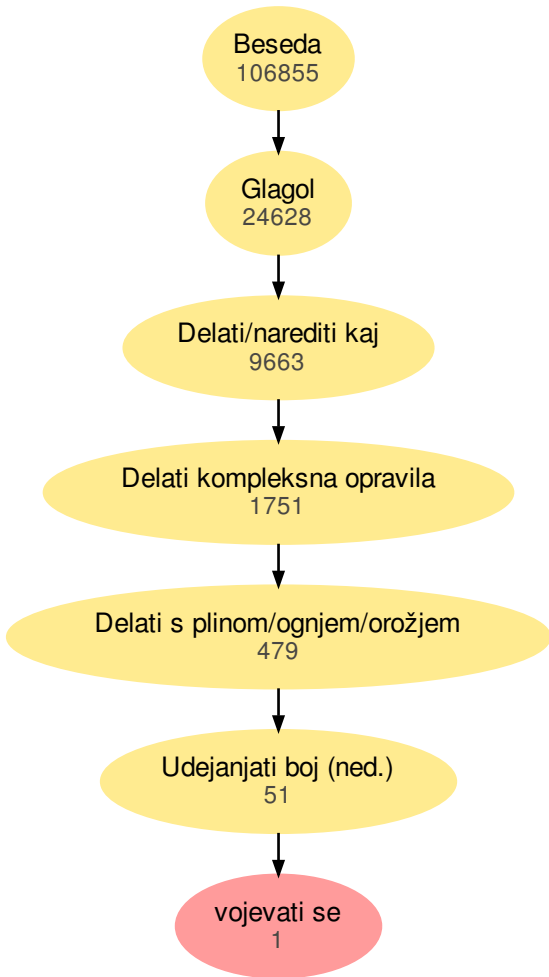 Beseda
106855
Glagol
24628
Delati/narediti kaj
9663
Delati kompleksna opravila
1751
Delati s plinom/ognjem/orožjem
479
Udejanjati boj (ned.)
51
vojevati se
1